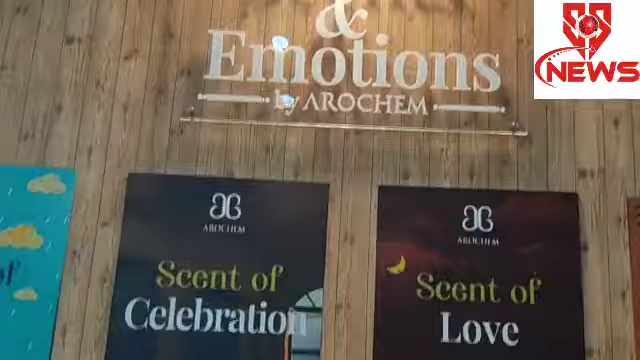 &
Emotions
by AROCHEM
NEWS
AROCHEM
Scent of
Celebration
AROCHEM
Scent of
Love